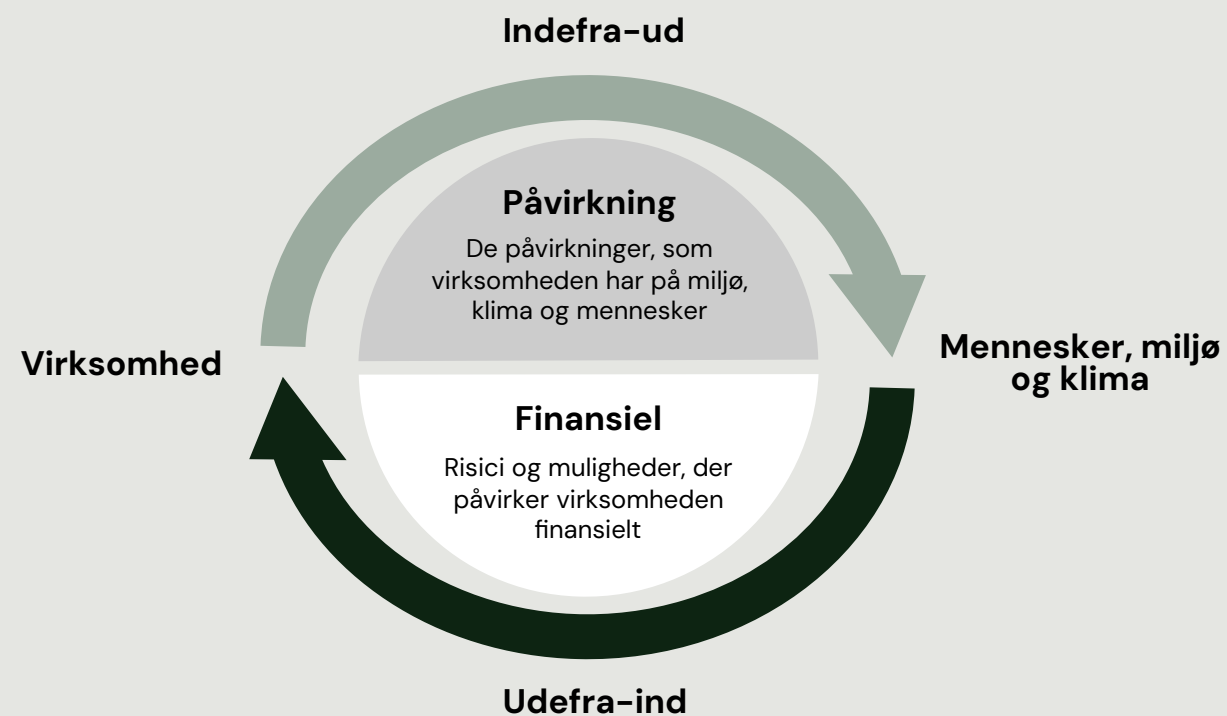 Indefra-ud
Påvirkning
De påvirkninger, som
virksomheden har på miljø,
klima og mennesker
Virksomhed
Mennesker, miljø
og klima
Finansiel
Risici og muligheder, der
påvirker virksomheden
finansielt
Udefra-ind